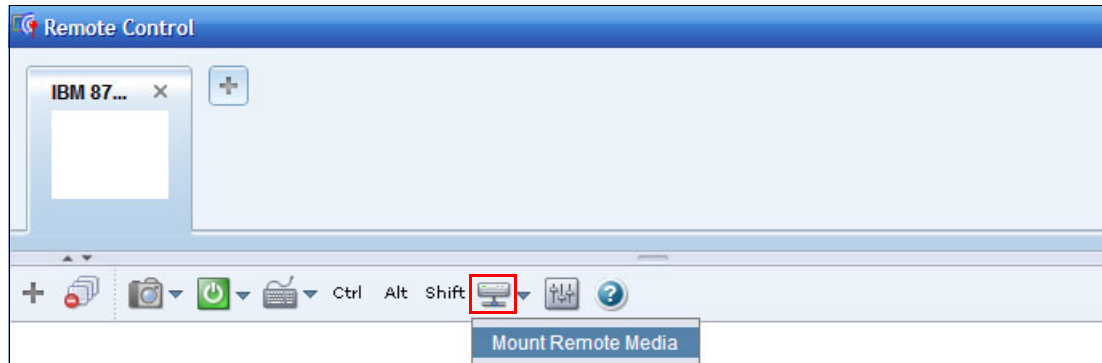 Remote Control
IBM 87...
Ctrl Alt Shift
Mount Remote Media